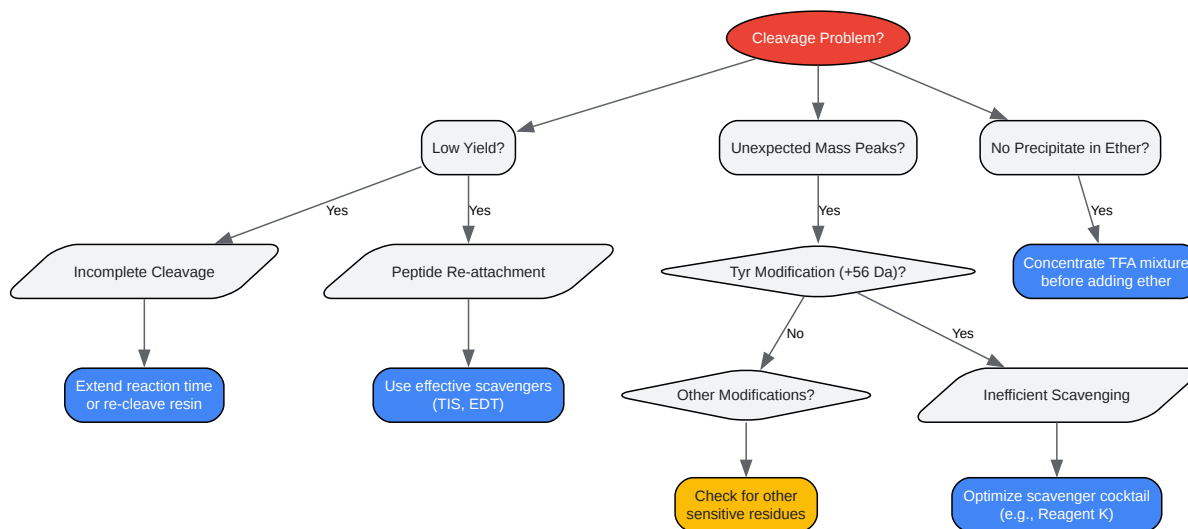 Cleavage Problem?
Low Yield?
Unexpected Mass Peaks?
No Precipitate in Ether?
Yes
Yes
Yes
Yes
Incomplete Cleavage
Peptide Re-attachment
Tyr Modification (+56 Da)?
Concentrate TFA mixture
before adding ether
No
Yes
Extend reaction time
or re-cleave resin
Use effective scavengers
(TIS, EDT)
Other Modifications?
Inefficient Scavenging
Check for other
sensitive residues
Optimize scavenger cocktail
(e.g., Reagent K)